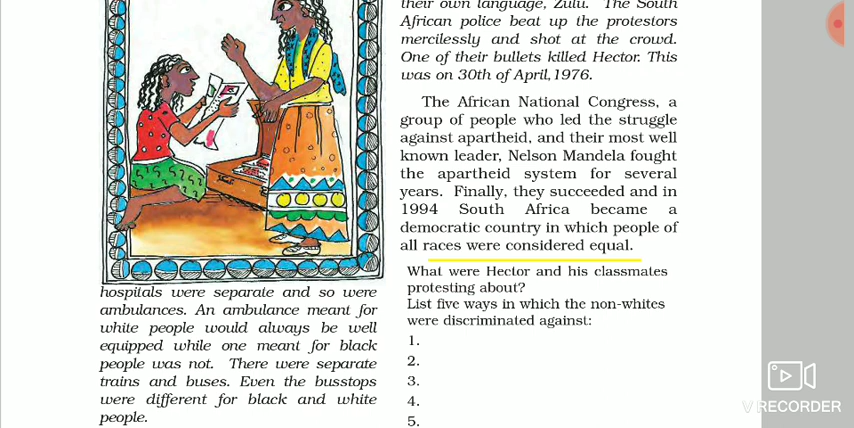 hospitals were separate and so were
ambulances. An ambulance meant for
white people would always be well
equipped while one meant for black
people was not. There were separate
trains and buses. Even the busstops
were different for black and white
people.
their own language, Zulu. The South
African police beat up the protestors
mercilessly and shot at the crowd.
One of their bullets killed Hector. This
was on 30th of April,1976.
The African National Congress, a
group of people who led the struggle
against apartheid, and their most well
known leader, Nelson Mandela fought
the apartheid system for several
years. Finally, they succeeded and in
1994 South Africa became a
democratic country in which people of
all races were considered equal.
What were Hector and his classmates
protesting about?
List five ways in which the non-whites
were discriminated against:
1.
2.
3.
4.
5.
V RECORDER